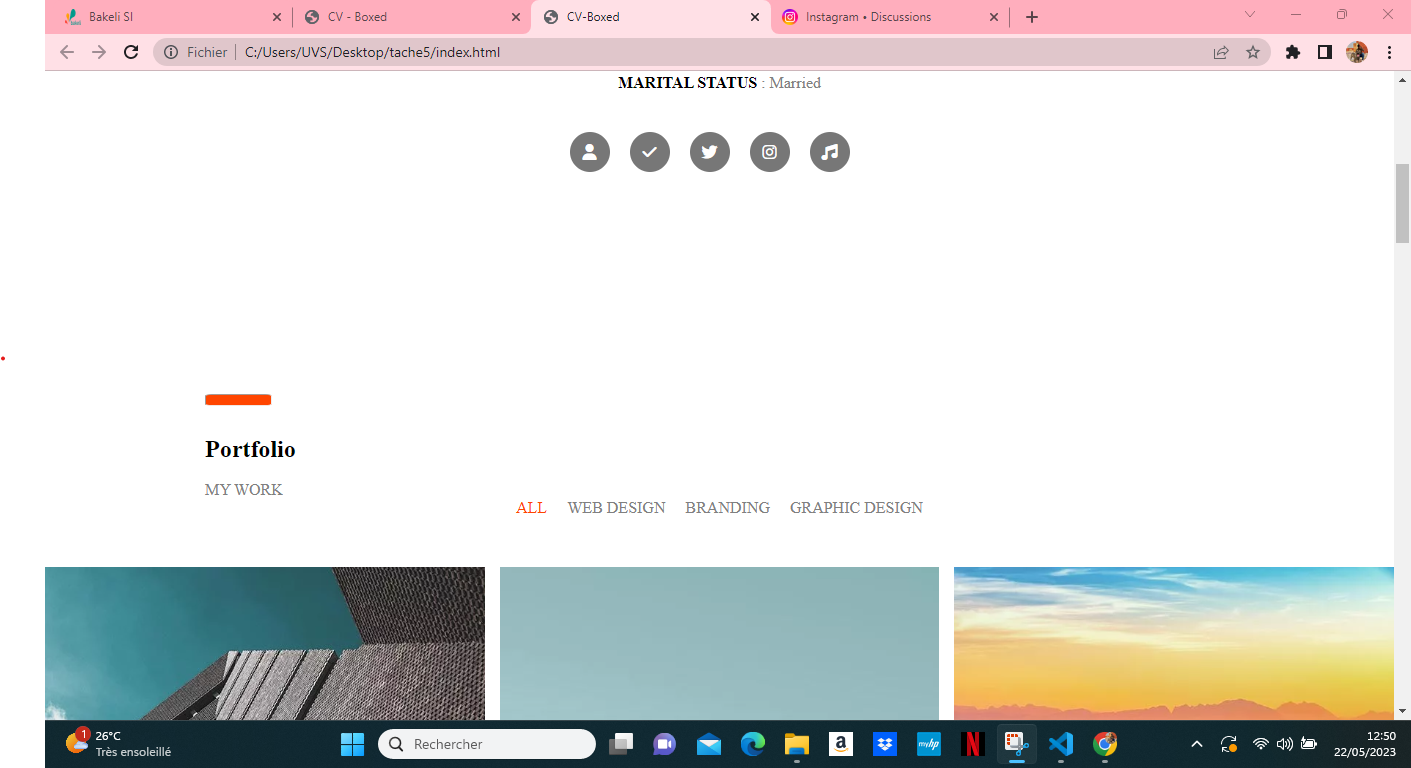 Bakeli SI
CV - Boxed
CV-Boxed
Instagram • Discussions
Fichier
C:/Users/UVS/Desktop/tache5/index.html
MARITAL STATUS : Married
Portfolio
MY WORK
ALL WEB DESIGN BRANDING GRAPHIC DESIGN
1
26°C
Très ensoleillé
Rechercher
a
myhp
N
12:50
22/05/2023